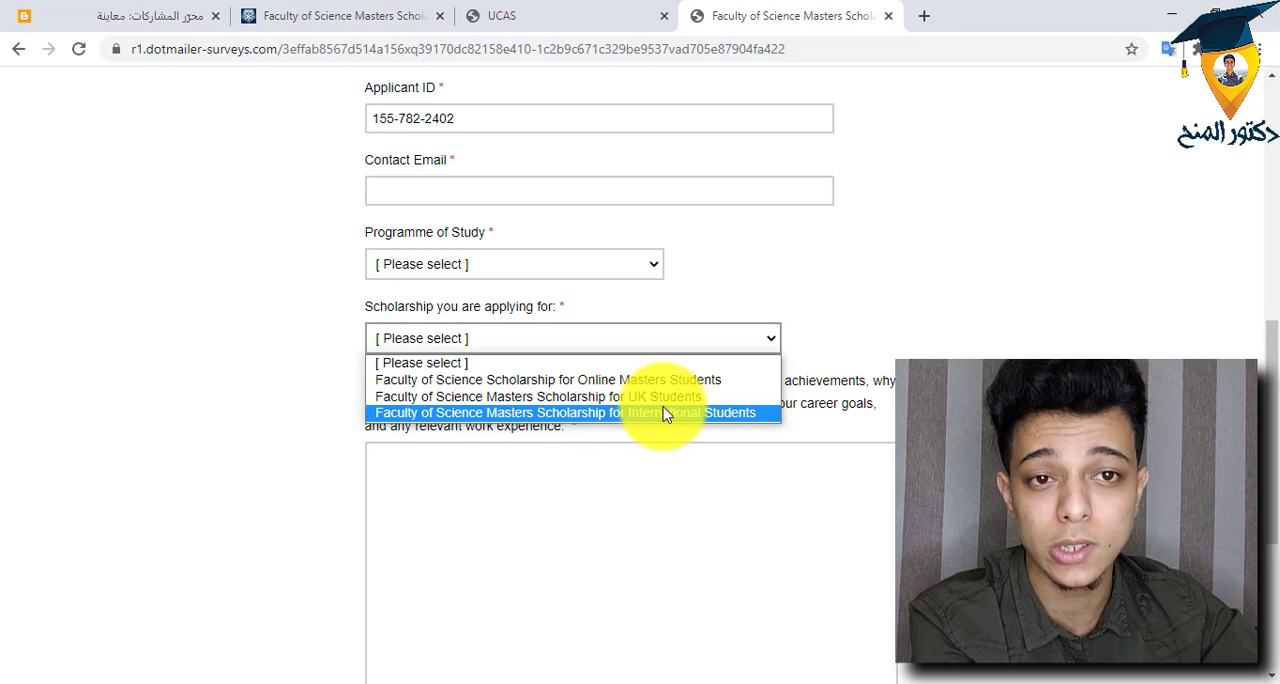 محرّر المشاركات: معاينة
Faculty of Science Masters Schola
UCAS
Faculty of Science Masters Schola
r1.dotmailer-surveys.com/3effab8567d514a156xq39170dc82158e410-1c2b9c671c329be9537vad705e87904fa422
دكتور المنح
Applicant ID *
155-782-2402
Contact Email *
Programme of Study *
[ Please select ]
Scholarship you are applying for: *
[ Please select ]
[ Please select ]
Faculty of Science Scholarship for Online Masters Students
achievements, why
Faculty of Science Masters Scholarship for UK Students
our career goals,
Faculty of Science Masters Scholarship for International Students
and any relevant work experience. *